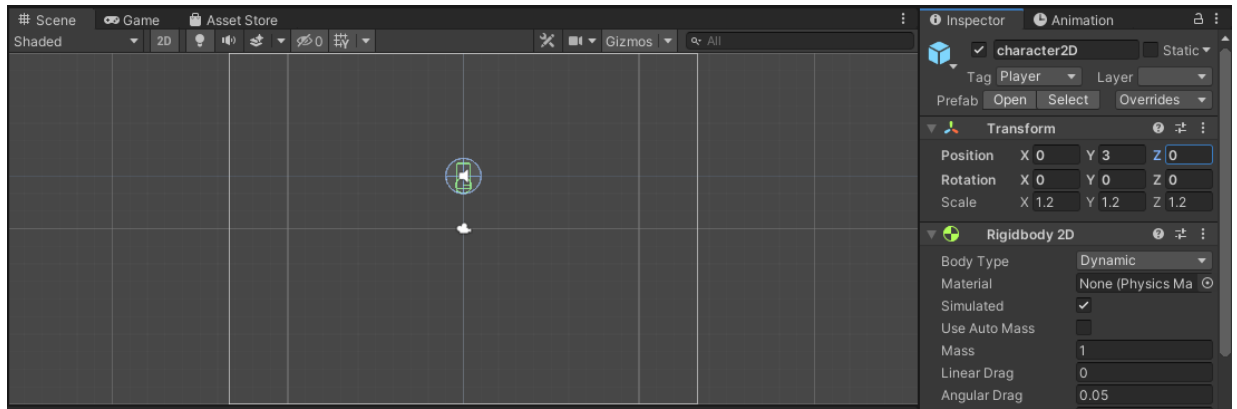 Scene Game Asset Store
Inspector Animation
Shaded 2D 0 Gizmos All
character2D Static
Tag Player Layer
Prefab Open Select Overrides
Transform
Position X 0 Y 3 Z 0
Rotation X 0 Y 0 Z 0
Scale X 1.2 Y 1.2 Z 1.2
Rigidbody 2D
Body Type Dynamic
Material None (Physics Ma
Simulated
Use Auto Mass
Mass 1
Linear Drag 0
Angular Drag 0.05